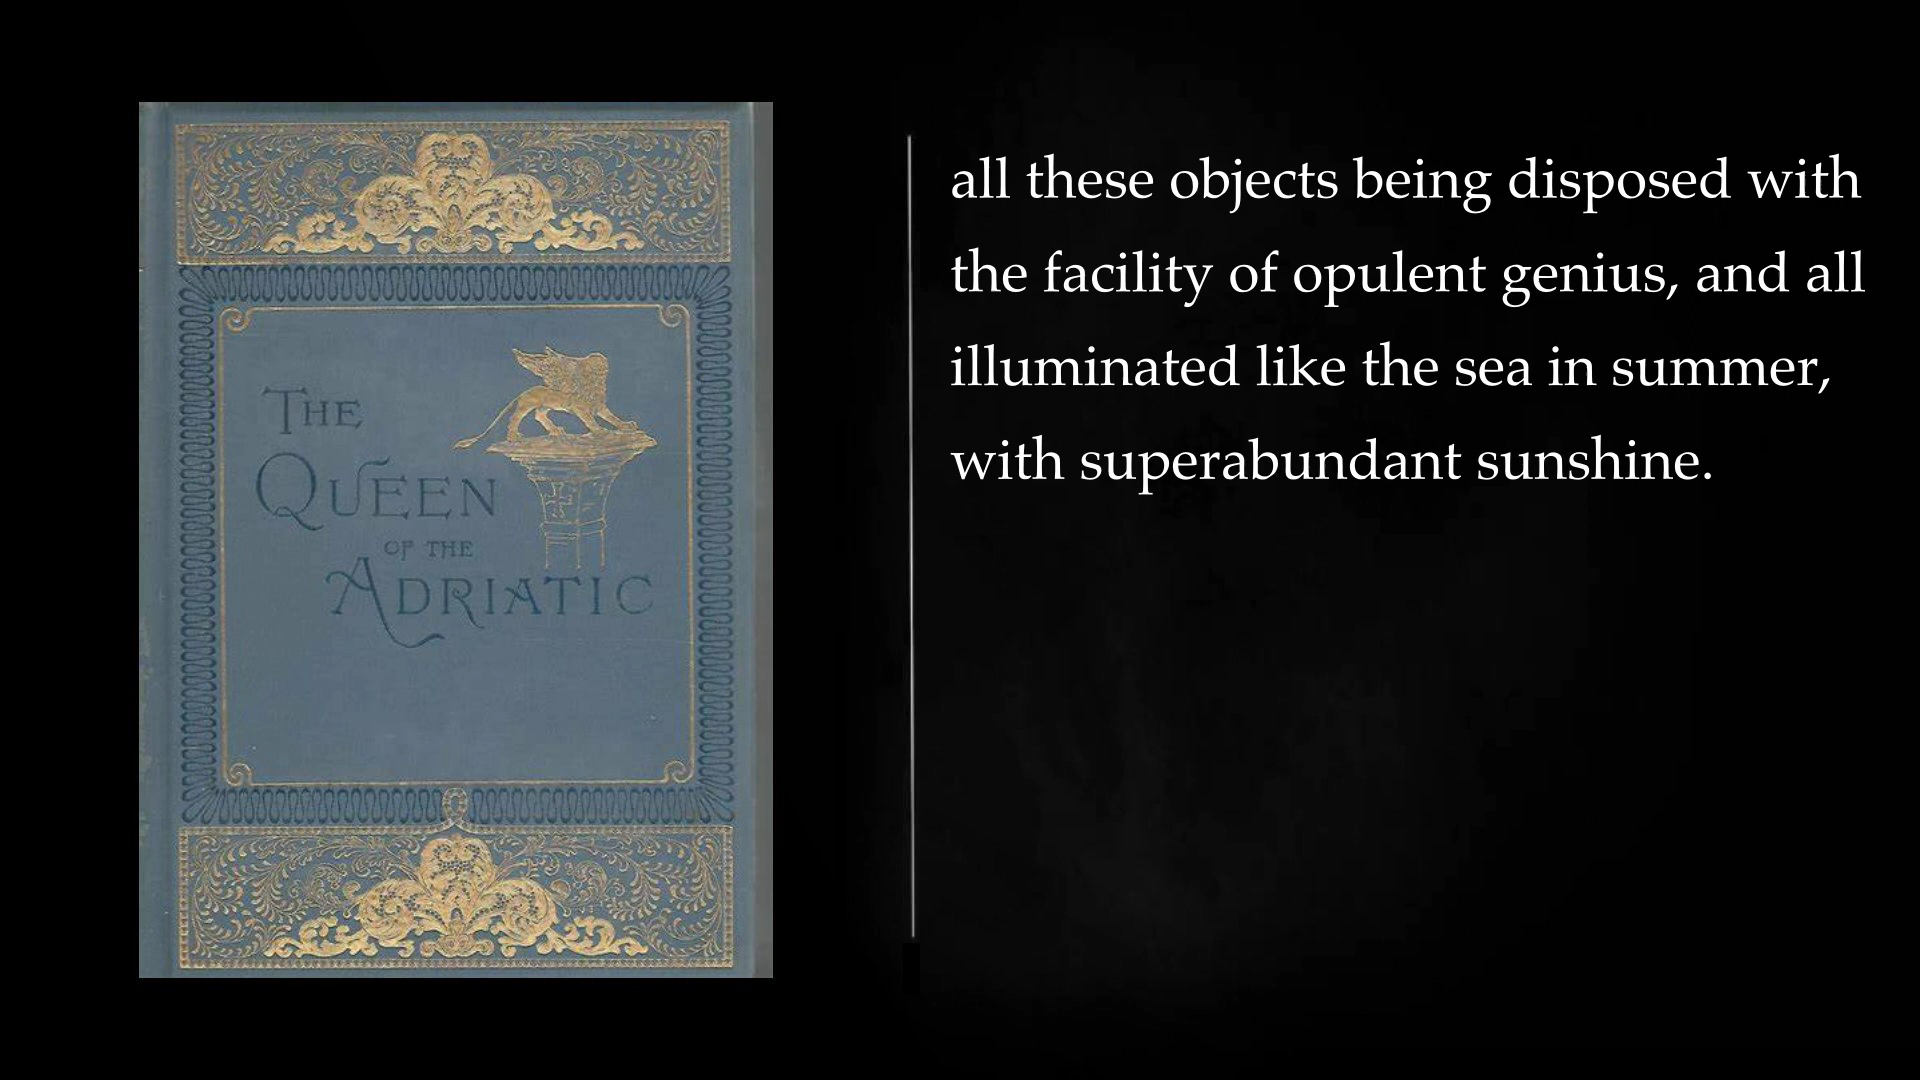 THE
QUEEN
OF THE
ADRIATIC
all these objects being disposed with
the facility of opulent genius, and all
illuminated like the sea in summer,
with superabundant sunshine.